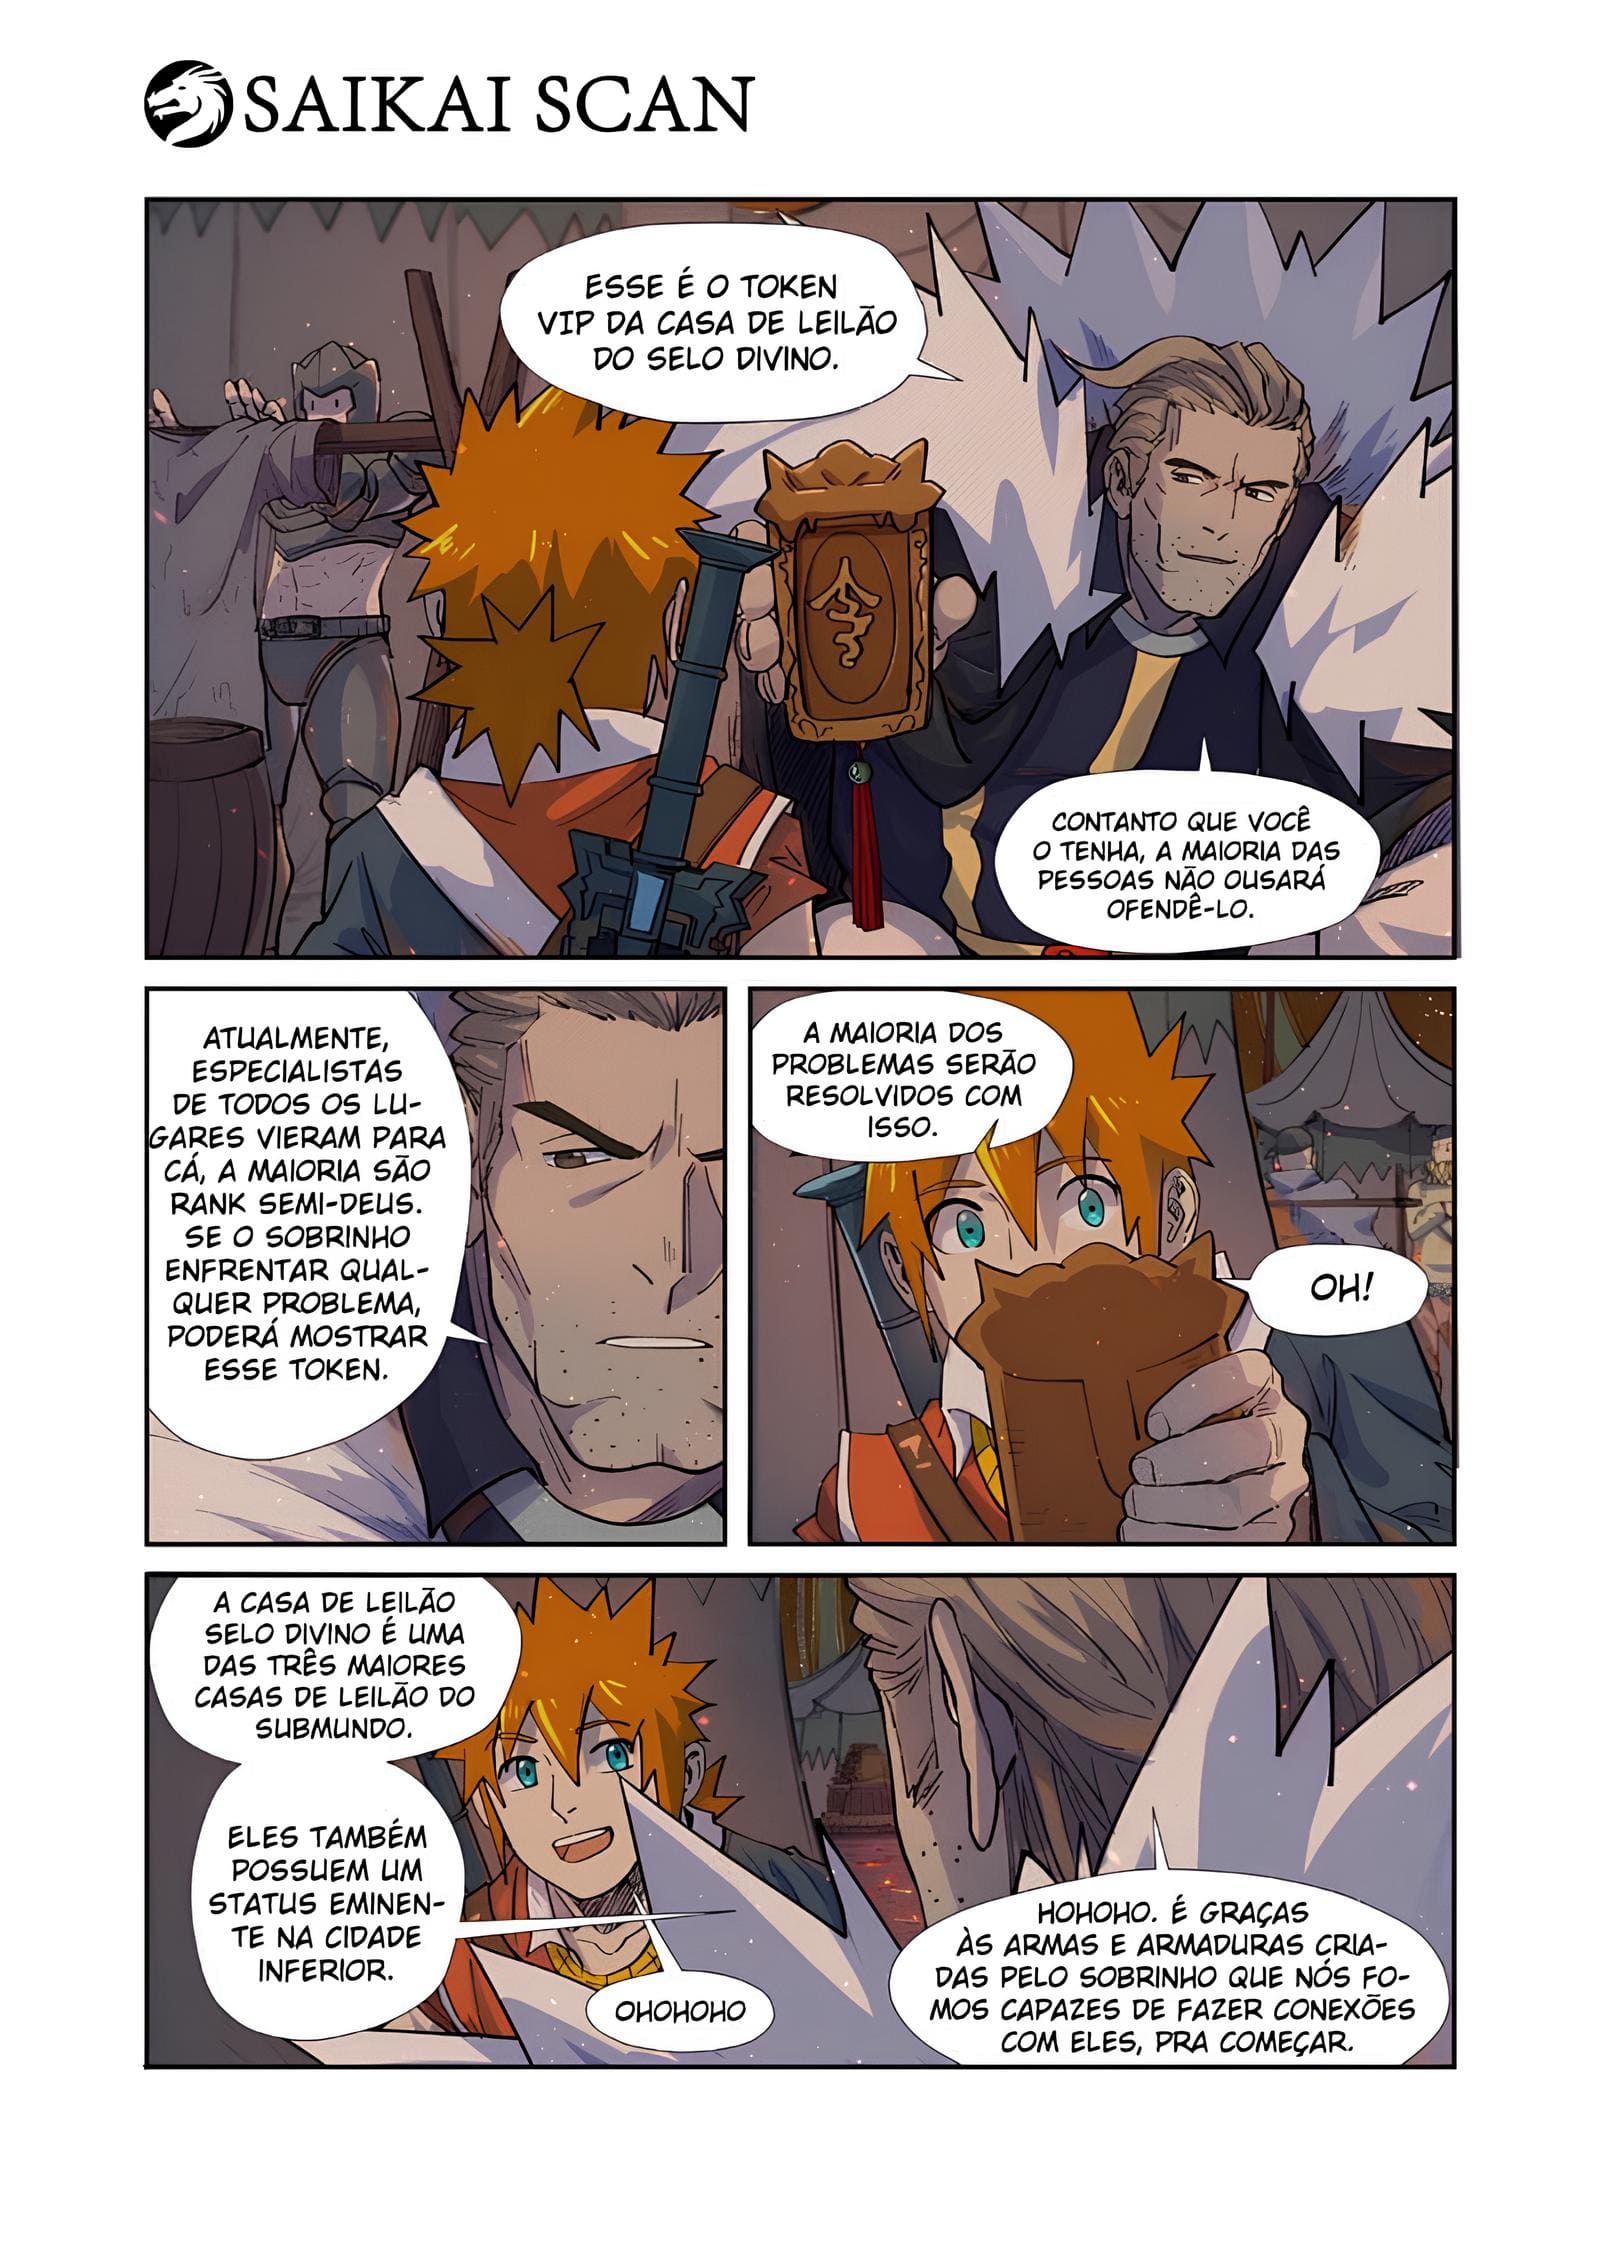 SAIKAI SCAN
ESSE É O TOKEN
VIP DA CASA DE LEILÃO
DO SELO DIVINO.
CONTANTO QUE VOCÊ
O TENHA, A MAIORIA DAS
PESSOAS NÃO OUSARÁ
OFENDÊ-LO.
ATUALMENTE,
ESPECIALISTAS
DE TODOS OS LU-
GARES VIERAM PARA
CÁ, A MAIORIA SÃO
RANK SEMI-DEUS.
SE O SOBRINHO
ENFRENTAR QUAL-
QUER PROBLEMA,
PODERÁ MOSTRAR
ESSE TOKEN.
A MAIORIA DOS
PROBLEMAS SERÃO
RESOLVIDOS COM
ISSO.
OH!
A CASA DE LEILÃO
SELO DIVINO É UMA
DAS TRÊS MAIORES
CASAS DE LEILÃO DO
SUBMUNDO.
ELES TAMBÉM
POSSUEM UM
STATUS EMINEN-
TE NA CIDADE
INFERIOR.
OHOHOHO
HOHOHO. É GRAÇAS
ÀS ARMAS E ARMADURAS CRIA-
DAS PELO SOBRINHO QUE NÓS FO-
MOS CAPAZES DE FAZER CONEXÕES
COM ELES, PRA COMEÇAR.